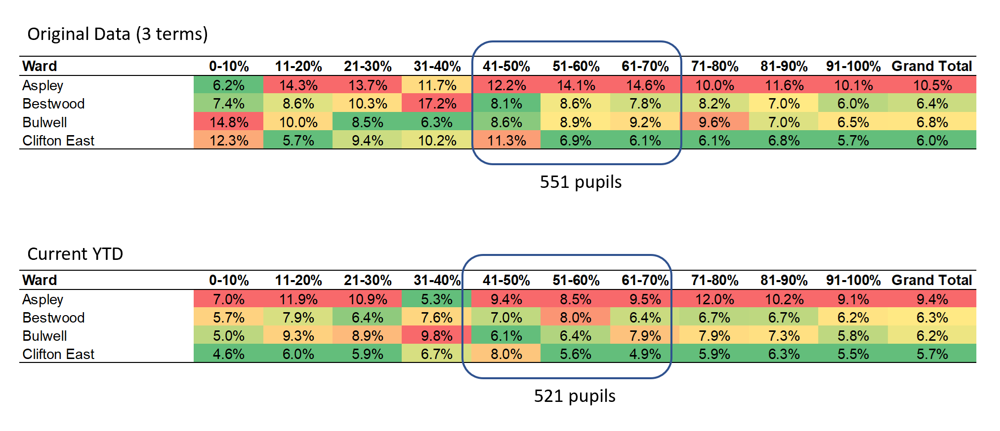 Original Data (3 terms)
Ward 0-10% 11-20% 21-30% 31-40% 41-50% 51-60% 61-70% 71-80% 81-90% 91-100% Grand Total
Aspley 6.2% 14.3% 13.7% 11.7% 12.2% 14.1% 14.6% 10.0% 11.6% 10.1% 10.5%
Bestwood 7.4% 8.6% 10.3% 17.2% 8.1% 8.6% 7.8% 8.2% 7.0% 6.0% 6.4%
Bulwell 14.8% 10.0% 8.5% 6.3% 8.6% 8.9% 9.2% 9.6% 7.0% 6.5% 6.8%
Clifton East 12.3% 5.7% 9.4% 10.2% 11.3% 6.9% 6.1% 6.1% 6.8% 5.7% 6.0%
551 pupils
Current YTD
Ward 0-10% 11-20% 21-30% 31-40% 41-50% 51-60% 61-70% 71-80% 81-90% 91-100% Grand Total
Aspley 7.0% 11.9% 10.9% 5.3% 9.4% 8.5% 9.5% 12.0% 10.2% 9.1% 9.4%
Bestwood 5.7% 7.9% 6.4% 7.6% 7.0% 8.0% 6.4% 6.7% 6.7% 6.2% 6.3%
Bulwell 5.0% 9.3% 8.9% 9.8% 6.1% 6.4% 7.9% 7.9% 7.3% 5.8% 6.2%
Clifton East 4.6% 6.0% 5.9% 6.7% 8.0% 5.6% 4.9% 5.9% 6.3% 5.5% 5.7%
521 pupils